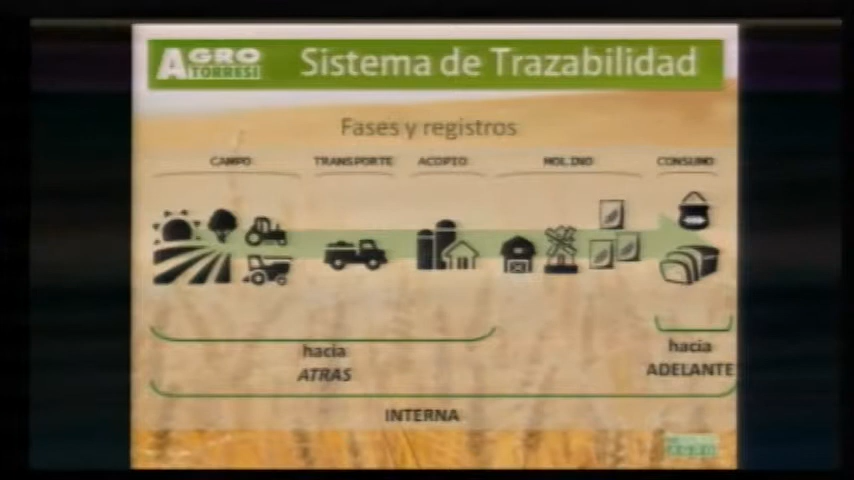 AGRO
TORRESI
Sistema de Trazabilidad
Fases y registros
CAMPO
TRANSPORTE
ACOPIO
MOLINO
CONSUMO
hacia
ATRAS
hacia
ADELANTE
INTERNA